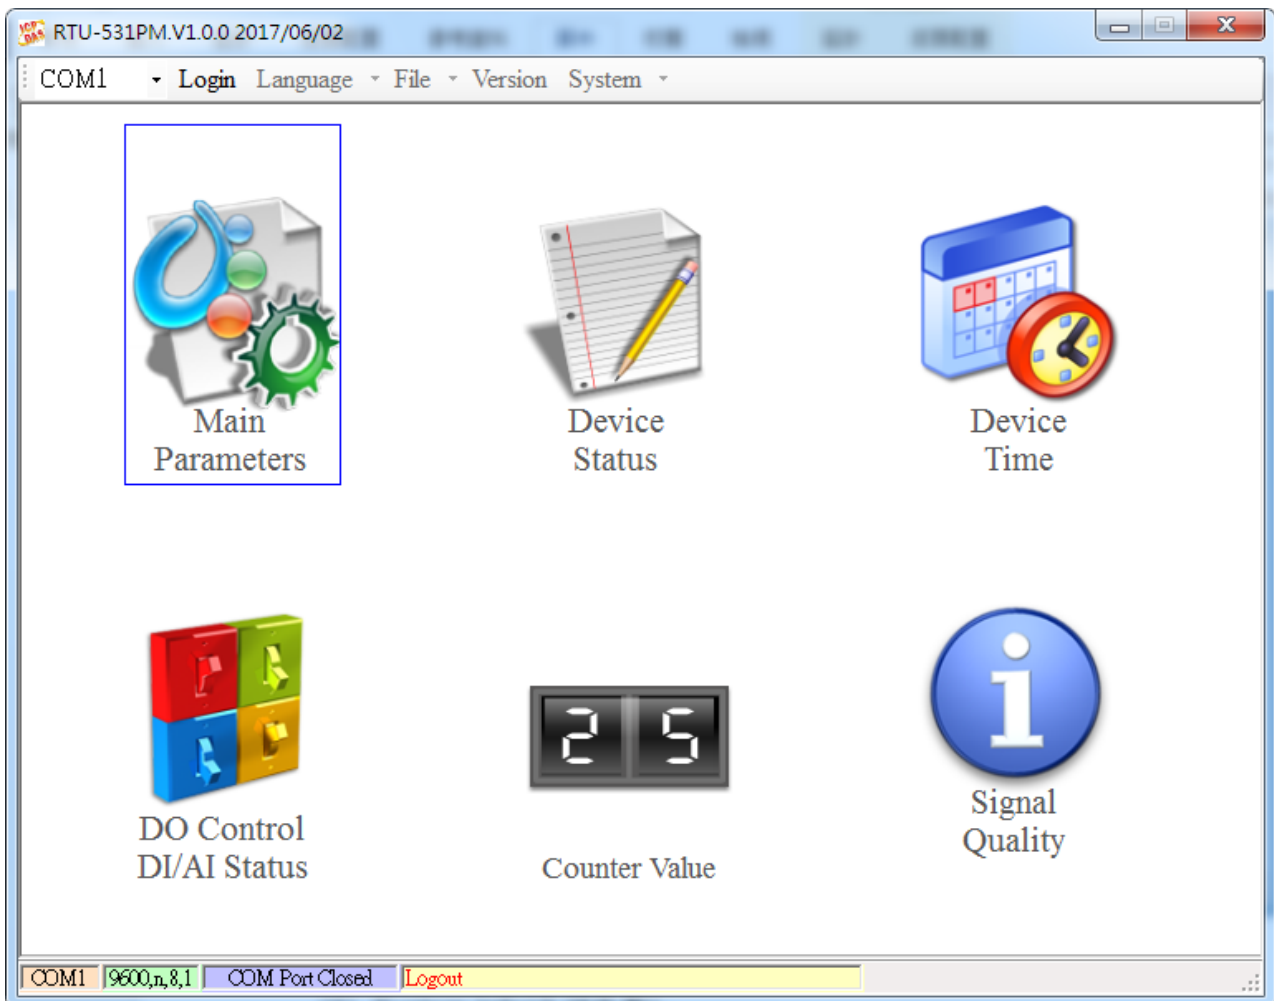 RTU-531PM.V1.0.0 2017/06/02
COM1 Login Language File Version System
Main
Parameters
Device
Status
Device
Time
DO Control
DI/AI Status
25
Counter Value
Signal
Quality
COM1 9600,n,8,1 COM Port Closed Logout